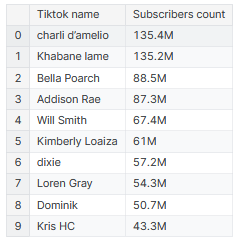 Tiktok name Subscribers count
0 charli d’amelio 135.4M
1 Khabane lame 135.2M
2 Bella Poarch 88.5M
3 Addison Rae 87.3M
4 Will Smith 67.4M
5 Kimberly Loaiza 61M
6 dixie 57.2M
7 Loren Gray 54.3M
8 Dominik 50.7M
9 Kris HC 43.3M